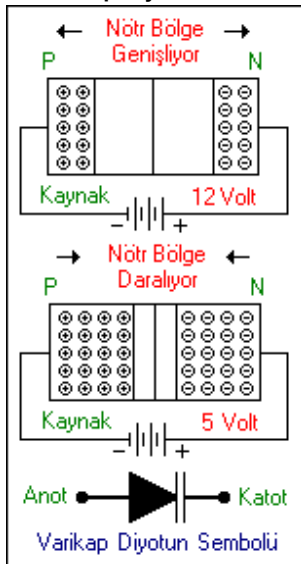 Nötr Bölge
Genişliyor
P N
Kaynak 12 Volt
- +
Nötr Bölge
Daralıyor
P N
Kaynak 5 Volt
- +
Anot Katot
Varikap Diyotun Sembolü